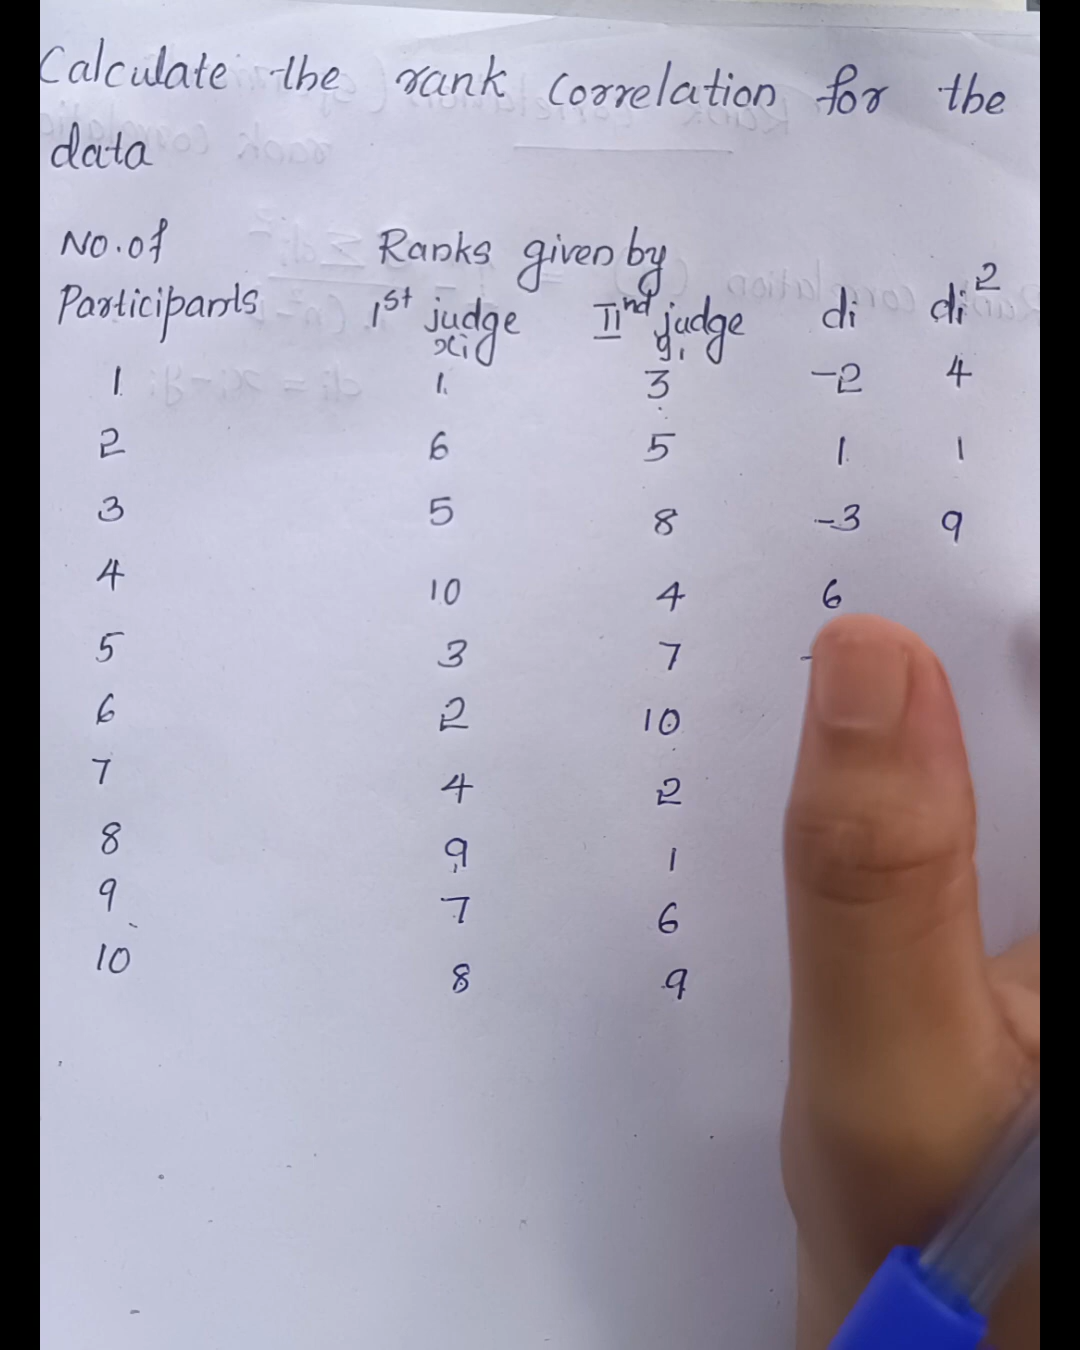 Calculate the rank correlation for the
data
No. of Ranks given by
Participants 1st judge IInd judge di di²
xi yi
1 1 3 -2 4
2 6 5 1 1
3 5 8 -3 9
4 10 4 6
5 3 7 -
6 2 10
7 4 2
8 9 1
9 7 6
10 8 9